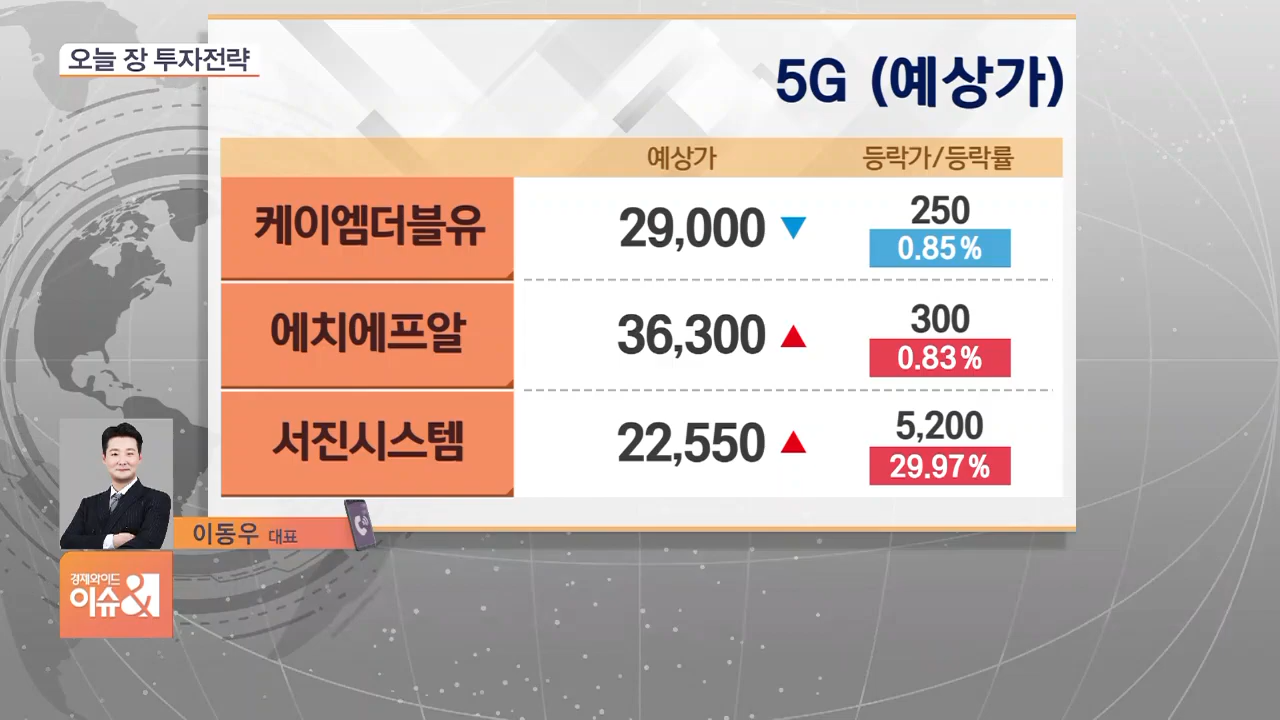 오늘 장 투자전략
5G (예상가)
예상가 등락가/등락률
케이엠더블유 29,000 ▼ 250
0.85%
에치에프알 36,300 ▲ 300
0.83%
서진시스템 22,550 ▲ 5,200
29.97%
이동우 대표
경제와이드
이슈&